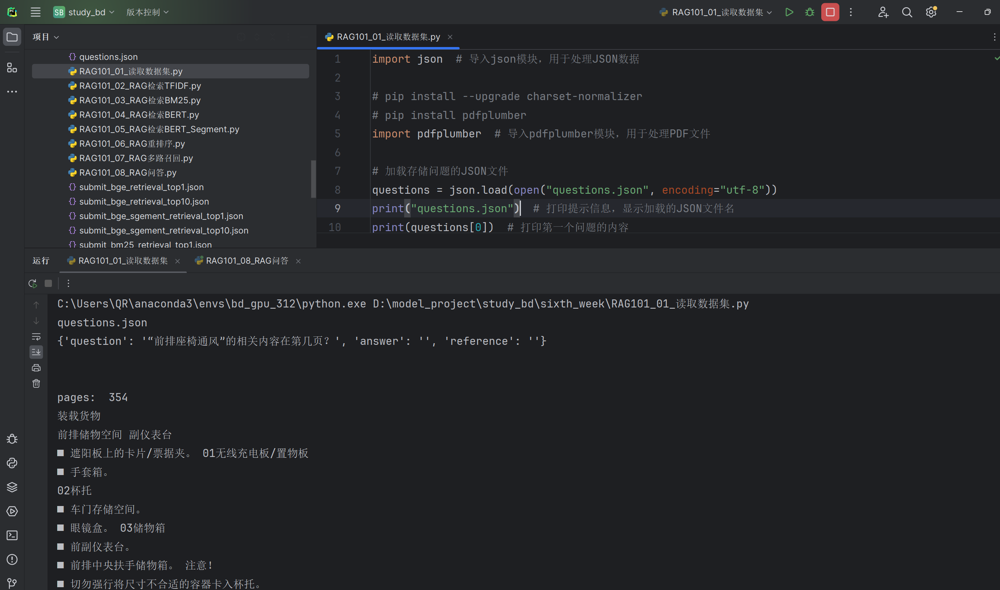 PC
SB study_bd 版本控制 RAG101_01_读取数据集
项目
questions.json
RAG101_01_读取数据集.py
RAG101_02_RAG检索TFIDF.py
RAG101_03_RAG检索BM25.py
RAG101_04_RAG检索BERT.py
RAG101_05_RAG检索BERT_Segment.py
RAG101_06_RAG重排序.py
RAG101_07_RAG多路召回.py
RAG101_08_RAG问答.py
submit_bge_retrieval_top1.json
submit_bge_retrieval_top10.json
submit_bge_sgement_retrieval_top1.json
submit_bge_sgement_retrieval_top10.json
submit_bm25_retrieval_top1.json
RAG101_01_读取数据集.py
1 import json  # 导入json模块，用于处理JSON数据
2
3 # pip install --upgrade charset-normalizer
4 # pip install pdfplumber
5 import pdfplumber  # 导入pdfplumber模块，用于处理PDF文件
6
7 # 加载存储问题的JSON文件
8 questions = json.load(open("questions.json", encoding="utf-8"))
9 print("questions.json")  # 打印提示信息，显示加载的JSON文件名
10 print(questions[0])  # 打印第一个问题的内容
运行 RAG101_01_读取数据集 RAG101_08_RAG问答
C:\Users\QR\anaconda3\envs\bd_gpu_312\python.exe D:\model_project\study_bd\sixth_week\RAG101_01_读取数据集.py
questions.json
{'question': '“前排座椅通风”的相关内容在第几页？', 'answer': '', 'reference': ''}
pages:  354
装载货物
前排储物空间 副仪表台
■ 遮阳板上的卡片/票据夹。 01无线充电板/置物板
■ 手套箱。
02杯托
■ 车门存储空间。
■ 眼镜盒。 03储物箱
■ 前副仪表台。
■ 前排中央扶手储物箱。 注意！
■ 切勿强行将尺寸不合适的容器卡入杯托。